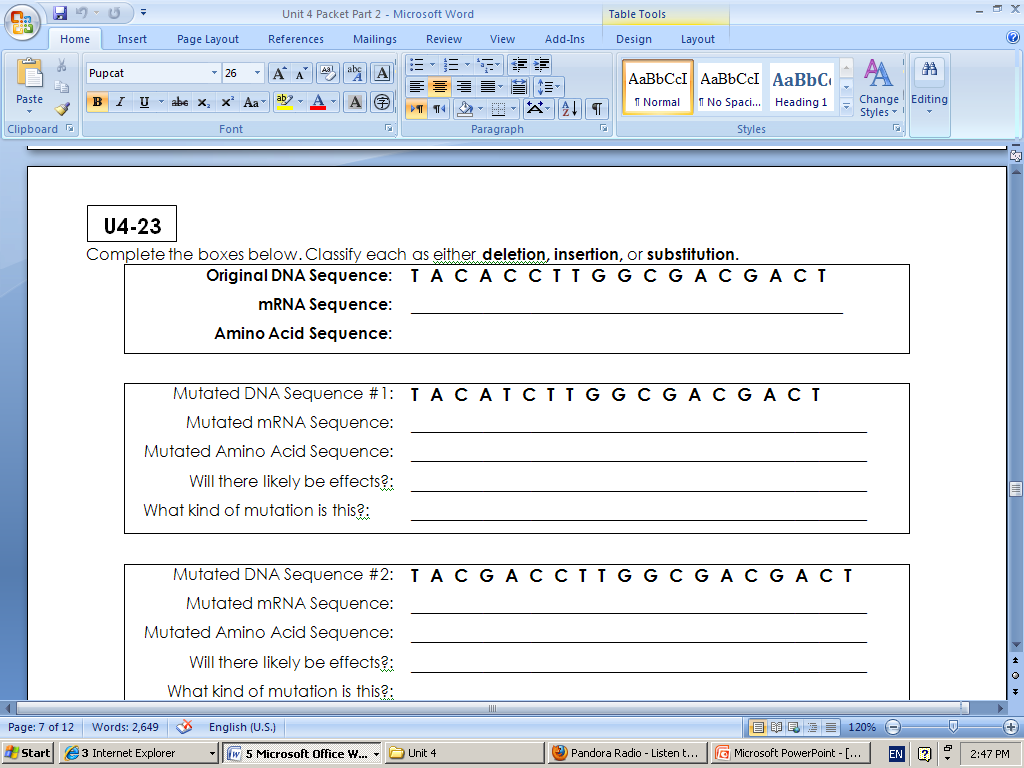 Unit 4 Packet Part 2 - Microsoft Word
Table Tools
Home Insert Page Layout References Mailings Review View Add-Ins Design Layout
Paste
Pupcat 26
AaBbCcI AaBbCcI AaBbC
¶ Normal ¶ No Spaci... Heading 1
Change Styles
Editing
Clipboard Font Paragraph Styles
U4-23
Complete the boxes below. Classify each as either deletion, insertion, or substitution.
Original DNA Sequence: T A C A C C T T G G C G A C G A C T
mRNA Sequence:
Amino Acid Sequence:
Mutated DNA Sequence #1: T A C A T C T T G G C G A C G A C T
Mutated mRNA Sequence:
Mutated Amino Acid Sequence:
Will there likely be effects?:
What kind of mutation is this?:
Mutated DNA Sequence #2: T A C G A C C T T G G C G A C G A C T
Mutated mRNA Sequence:
Mutated Amino Acid Sequence:
Will there likely be effects?:
What kind of mutation is this?:
Page: 7 of 12 Words: 2,649 English (U.S.) 120%
Start 3 Internet Explorer 5 Microsoft Office W... Unit 4 Pandora Radio - Listen t... Microsoft PowerPoint - [... EN 2:47 PM